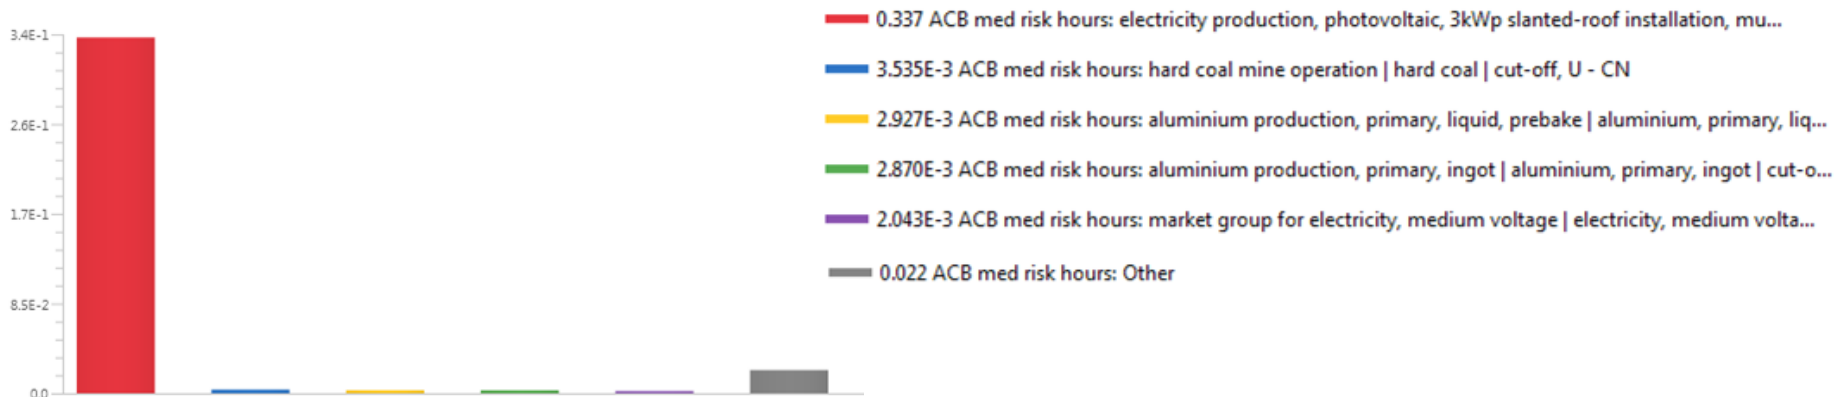 0.337 ACB med risk hours: electricity production, photovoltaic, 3kWp slanted-roof installation, mu...
3.4E-1
3.535E-3 ACB med risk hours: hard coal mine operation | hard coal | cut-off, U - CN
2.6E-1
2.927E-3 ACB med risk hours: aluminium production, primary, liquid, prebake | aluminium, primary, liq...
2.870E-3 ACB med risk hours: aluminium production, primary, ingot | aluminium, primary, ingot | cut-o...
1.7E-1
2.043E-3 ACB med risk hours: market group for electricity, medium voltage | electricity, medium volta...
0.022 ACB med risk hours: Other
8.5E-2
0.0